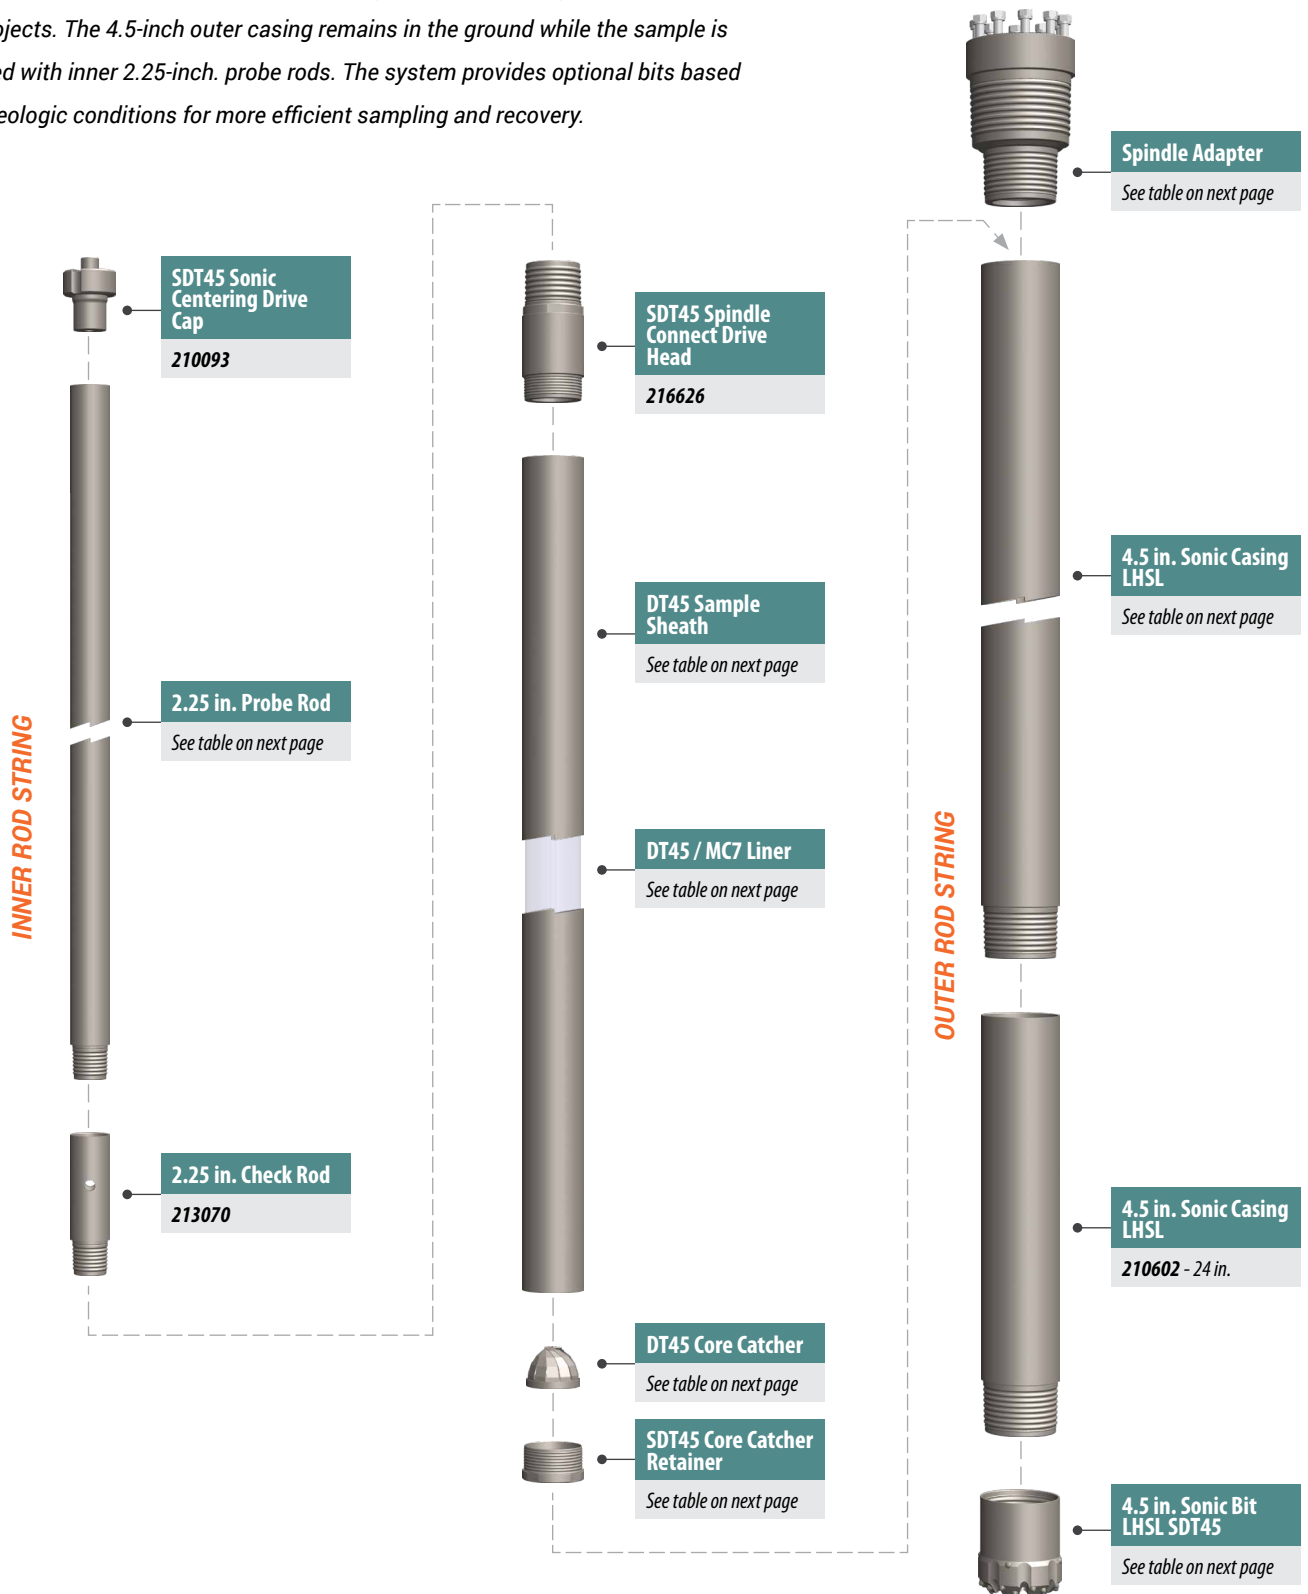 ojects. The 4.5-inch outer casing remains in the ground while the sample is
ed with inner 2.25-inch. probe rods. The system provides optional bits based
eologic conditions for more efficient sampling and recovery.
INNER ROD STRING
SDT45 Sonic
Centering Drive
Cap
210093
2.25 in. Probe Rod
See table on next page
2.25 in. Check Rod
213070
SDT45 Spindle
Connect Drive
Head
216626
DT45 Sample
Sheath
See table on next page
DT45 / MC7 Liner
See table on next page
DT45 Core Catcher
See table on next page
SDT45 Core Catcher
Retainer
See table on next page
OUTER ROD STRING
Spindle Adapter
See table on next page
4.5 in. Sonic Casing
LHSL
See table on next page
4.5 in. Sonic Casing
LHSL
210602 - 24 in.
4.5 in. Sonic Bit
LHSL SDT45
See table on next page